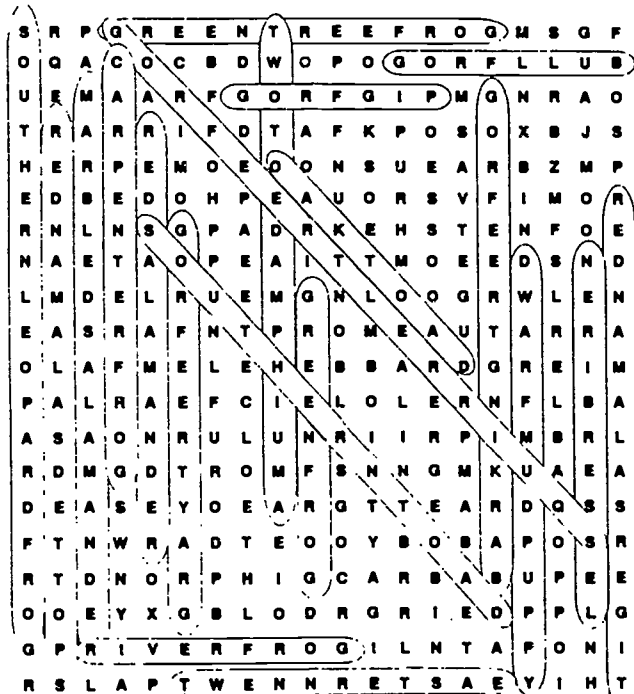 S R P G R E E N T R E E F R O G M S G F
O Q A C O C B D W O P O G O R F L L U B
U E M A A R F G O R F G I P M G N R A O
T R A R R I F D T A F K P O S O X B J S
H E R P E M O E O O N S U E A R B Z M P
E D B E D O H P E A U O R S V F I M O R
R N L N S G P A D R K E H S T E N F O E
N A E T A O P E A I T T M O E E D S N D
L M D E L R U E M G N L O O G R W L E N
E A S R A F N T P R O M E A U T A R R A
O L A F M E L E H E B B A R D G R E I M
P A L R A E F C I E L O L E R N F L B A
A S A O N R U L U N R I I R P I M B R L
R D M G D T R O M F S N N G M K U A E A
D E A S E Y O E A R G T T E A R D Q S S
F T N W R A D T E O O Y B O B A P O S R
R T D N O R P H I G C A R B A B U P E E
O O E Y X G B L O D R G R I E D P P L G
G P R I V E R F R O G I L N T A P O N I
R S L A P T W E N N R E T S A E Y I H T